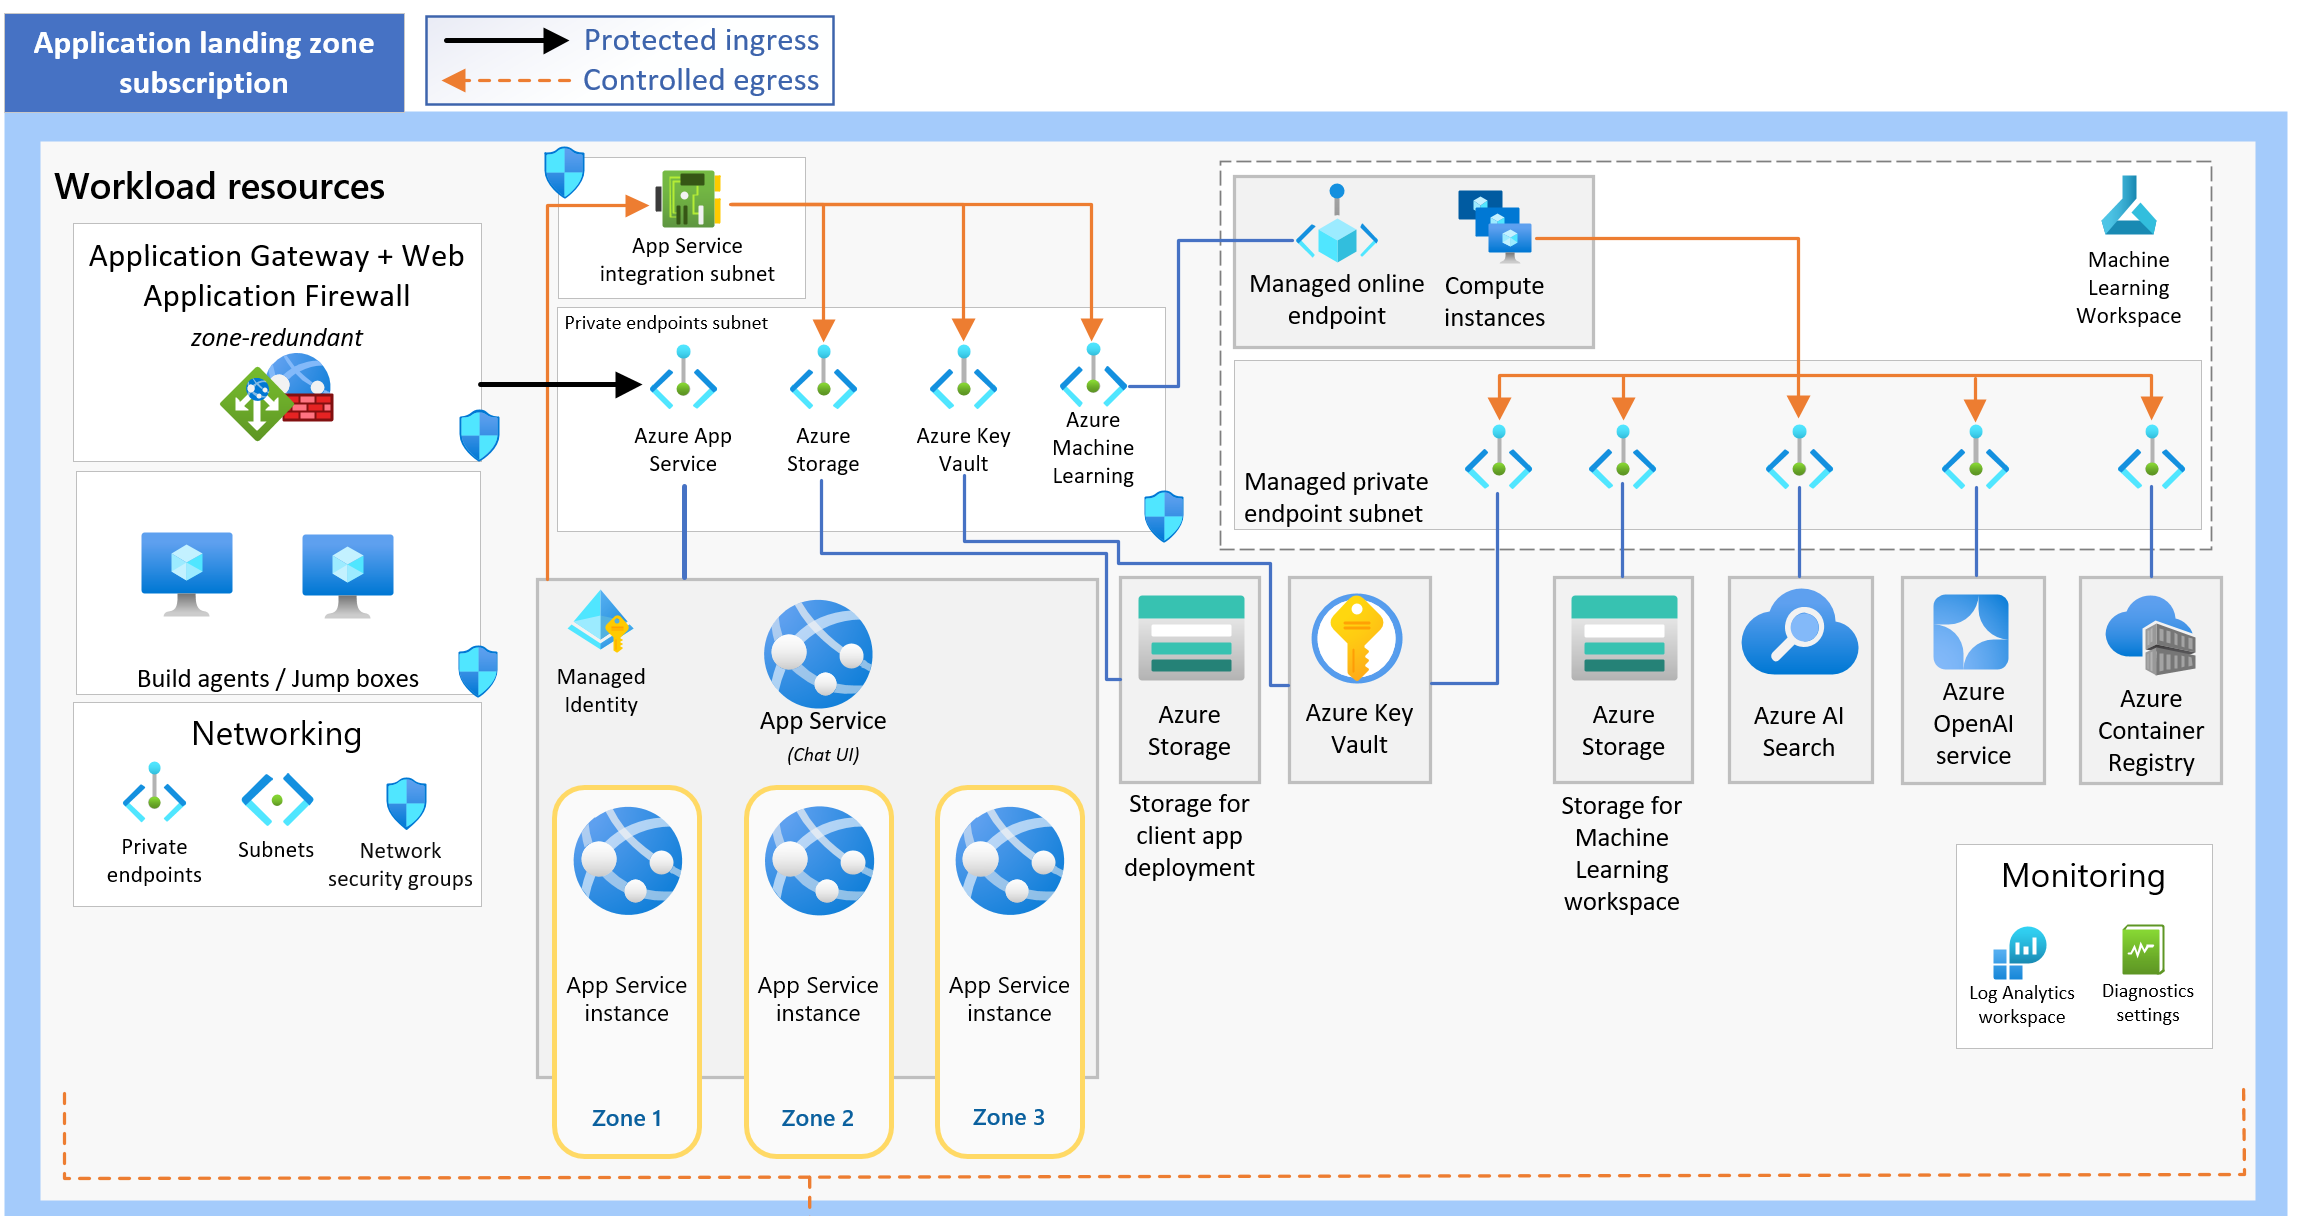 Application landing zone
subscription
Protected ingress
Controlled egress
Workload resources
Application Gateway + Web
Application Firewall
zone-redundant
Build agents / Jump boxes
Networking
Private
endpoints
Subnets
Network
security groups
App Service
integration subnet
Private endpoints subnet
Azure App
Service
Azure
Storage
Azure Key
Vault
Azure
Machine
Learning
Managed online
endpoint
Compute
instances
Machine
Learning
Workspace
Managed private
endpoint subnet
Managed
Identity
App Service
(Chat UI)
App Service
instance
Zone 1
App Service
instance
Zone 2
App Service
instance
Zone 3
Azure
Storage
Storage for
client app
deployment
Azure Key
Vault
Azure
Storage
Storage for
Machine
Learning
workspace
Azure AI
Search
Azure
OpenAI
service
Azure
Container
Registry
Monitoring
Log Analytics
workspace
Diagnostics
settings